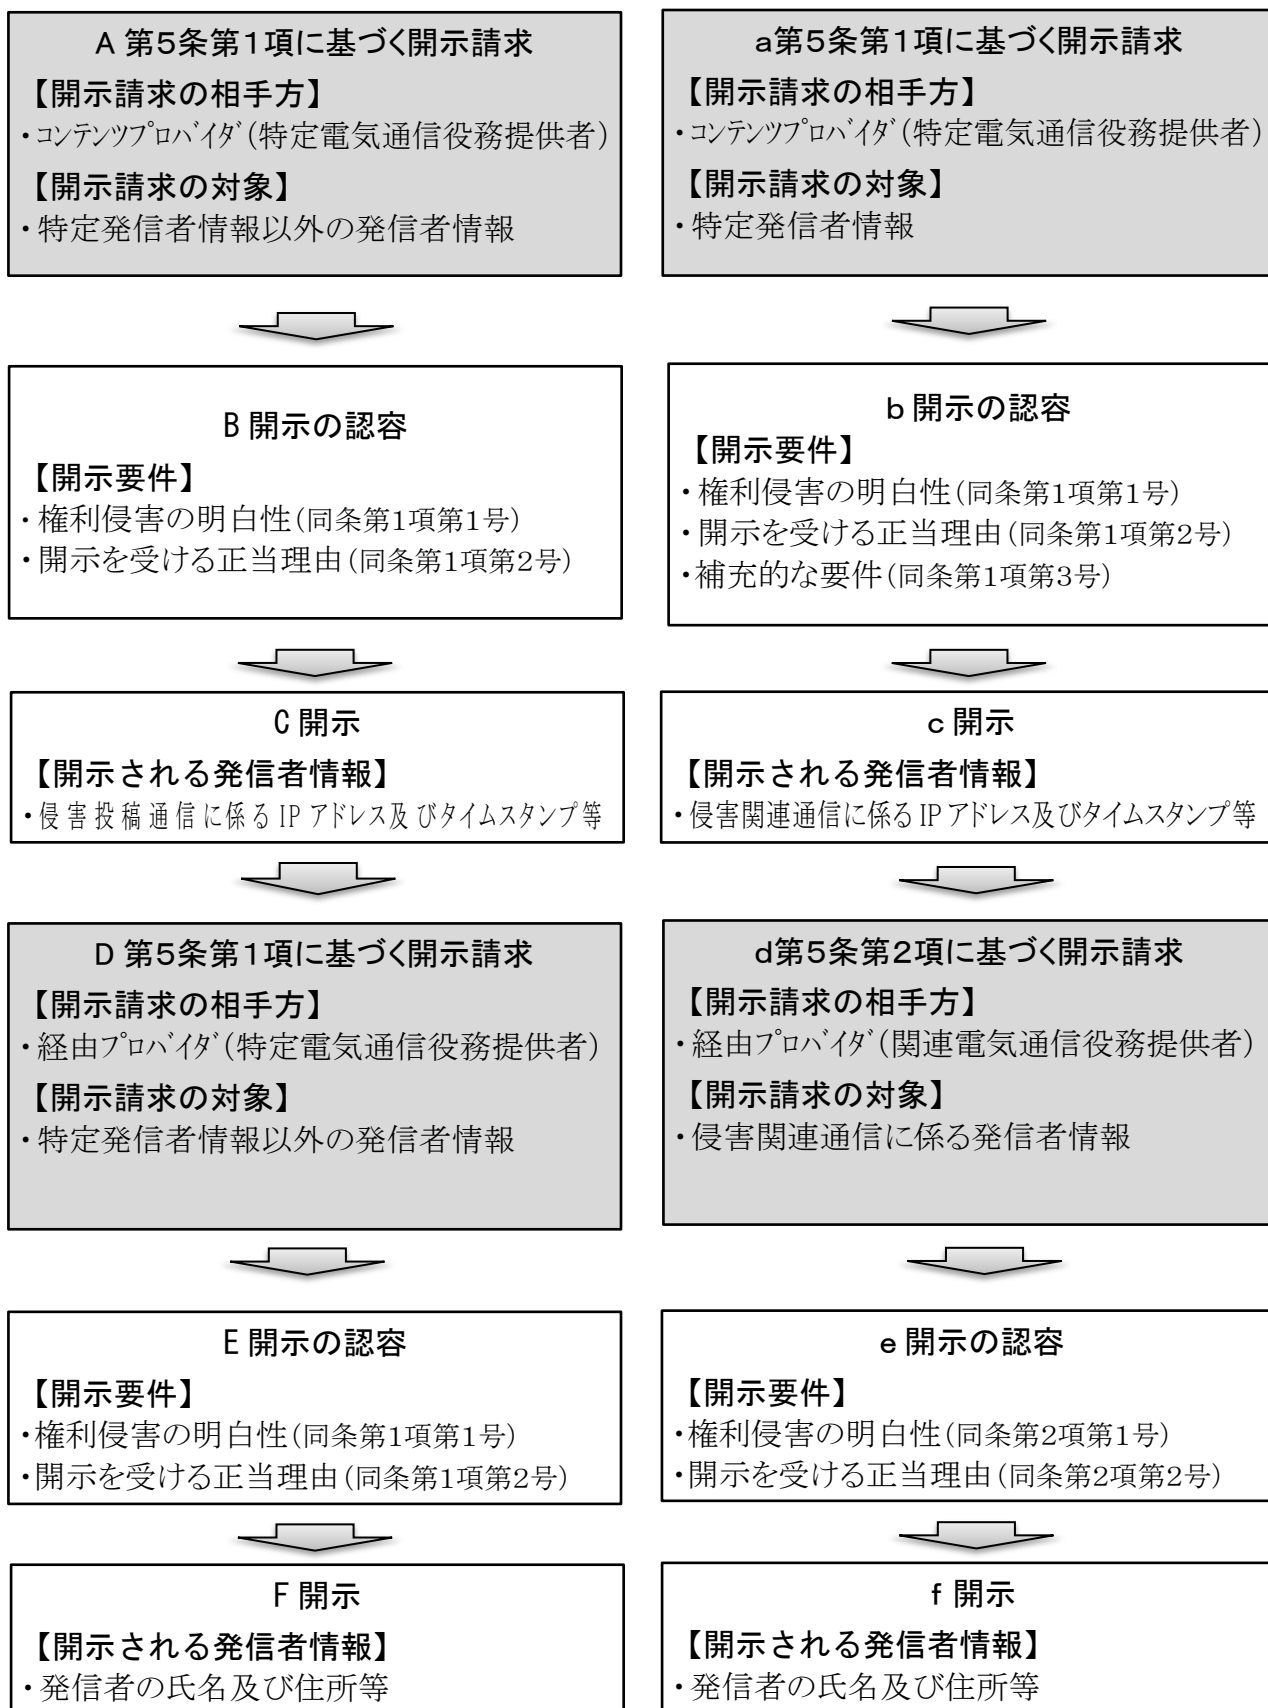 A 第5条第1項に基づく開示請求
【開示請求の相手方】
・コンテンツプロバイダ(特定電気通信役務提供者)
【開示請求の対象】
・特定発信者情報以外の発信者情報
B 開示の認容
【開示要件】
・権利侵害の明白性(同条第1項第1号)
・開示を受ける正当理由(同条第1項第2号)
C 開示
【開示される発信者情報】
・侵害投稿通信に係る IP アドレス及びタイムスタンプ等
D 第5条第1項に基づく開示請求
【開示請求の相手方】
・経由プロバイダ(特定電気通信役務提供者)
【開示請求の対象】
・特定発信者情報以外の発信者情報
E 開示の認容
【開示要件】
・権利侵害の明白性(同条第1項第1号)
・開示を受ける正当理由(同条第1項第2号)
F 開示
【開示される発信者情報】
・発信者の氏名及び住所等
a第5条第1項に基づく開示請求
【開示請求の相手方】
・コンテンツプロバイダ(特定電気通信役務提供者)
【開示請求の対象】
・特定発信者情報
b 開示の認容
【開示要件】
・権利侵害の明白性(同条第1項第1号)
・開示を受ける正当理由(同条第1項第2号)
・補充的な要件(同条第1項第3号)
c 開示
【開示される発信者情報】
・侵害関連通信に係る IP アドレス及びタイムスタンプ等
d第5条第2項に基づく開示請求
【開示請求の相手方】
・経由プロバイダ(関連電気通信役務提供者)
【開示請求の対象】
・侵害関連通信に係る発信者情報
e 開示の認容
【開示要件】
・権利侵害の明白性(同条第2項第1号)
・開示を受ける正当理由(同条第2項第2号)
f 開示
【開示される発信者情報】
・発信者の氏名及び住所等